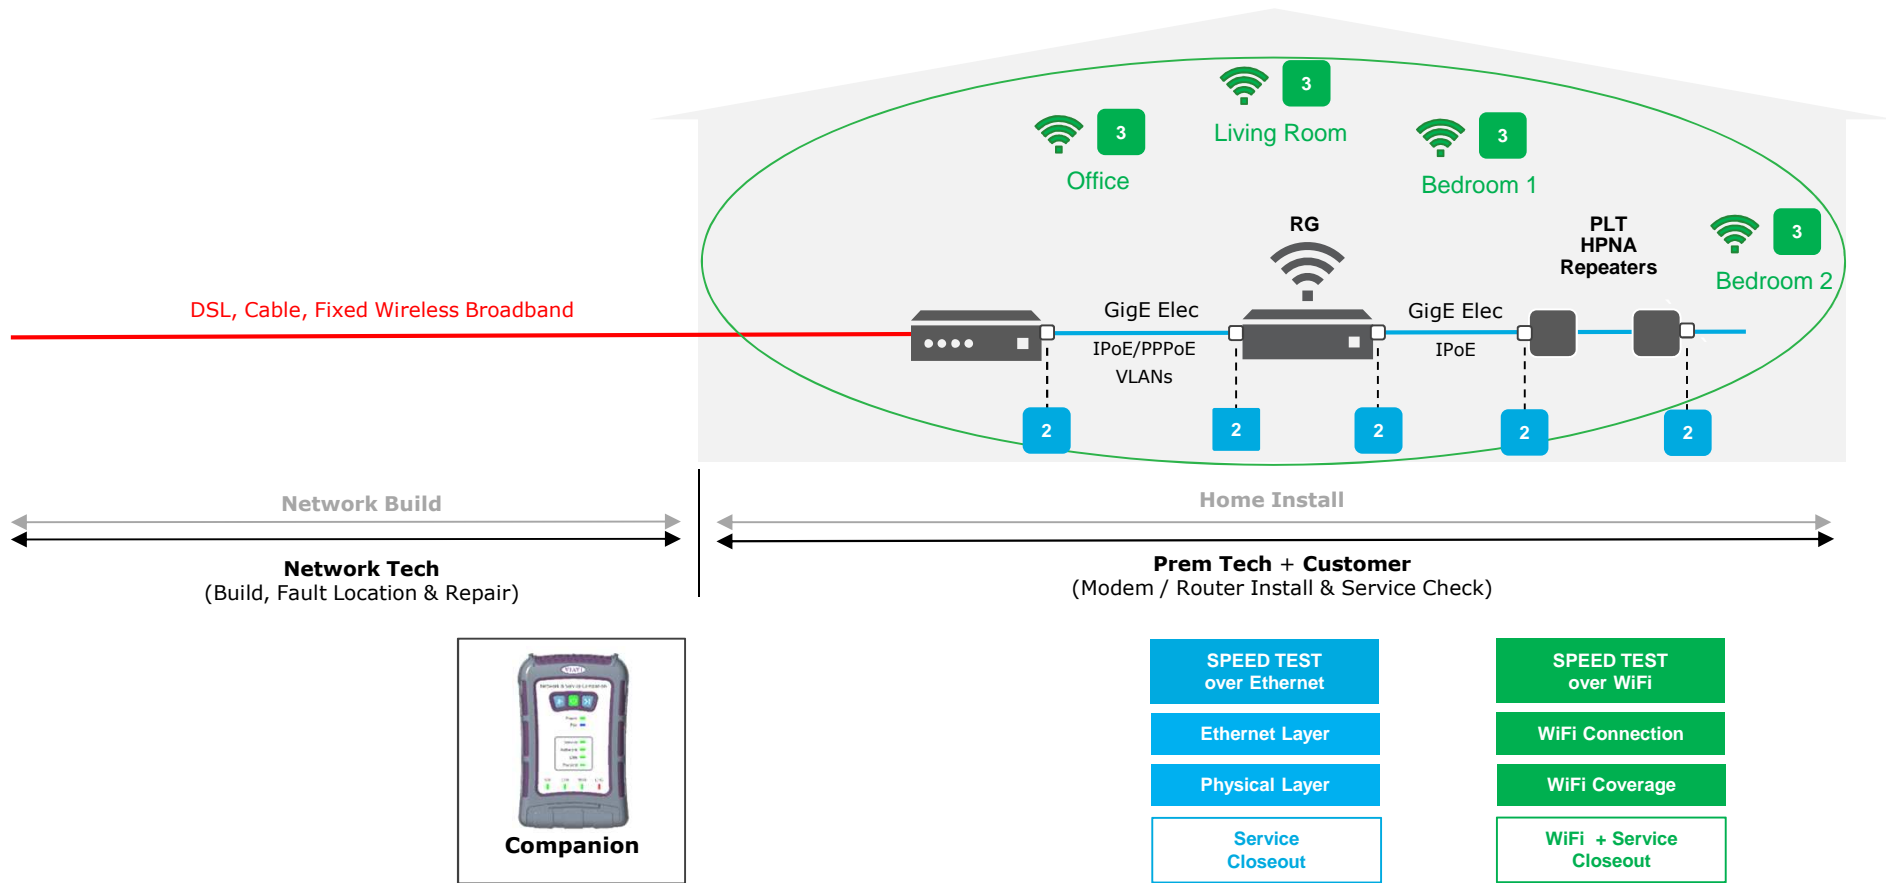 3
3
Living Room
3
Office
3
Bedroom 1
RG
PLT
HPNA
Repeaters
3
Bedroom 2
DSL, Cable, Fixed Wireless Broadband
GigE Elec
IPoE/PPPoE
VLANs
GigE Elec
IPoE
2
2
2
2
2
Network Build
Home Install
Network Tech
(Build, Fault Location & Repair)
Prem Tech + Customer
(Modem / Router Install & Service Check)
VIAVI
Companion
SPEED TEST
over Ethernet
Ethernet Layer
Physical Layer
Service
Closeout
SPEED TEST
over WiFi
WiFi Connection
WiFi Coverage
WiFi + Service
Closeout